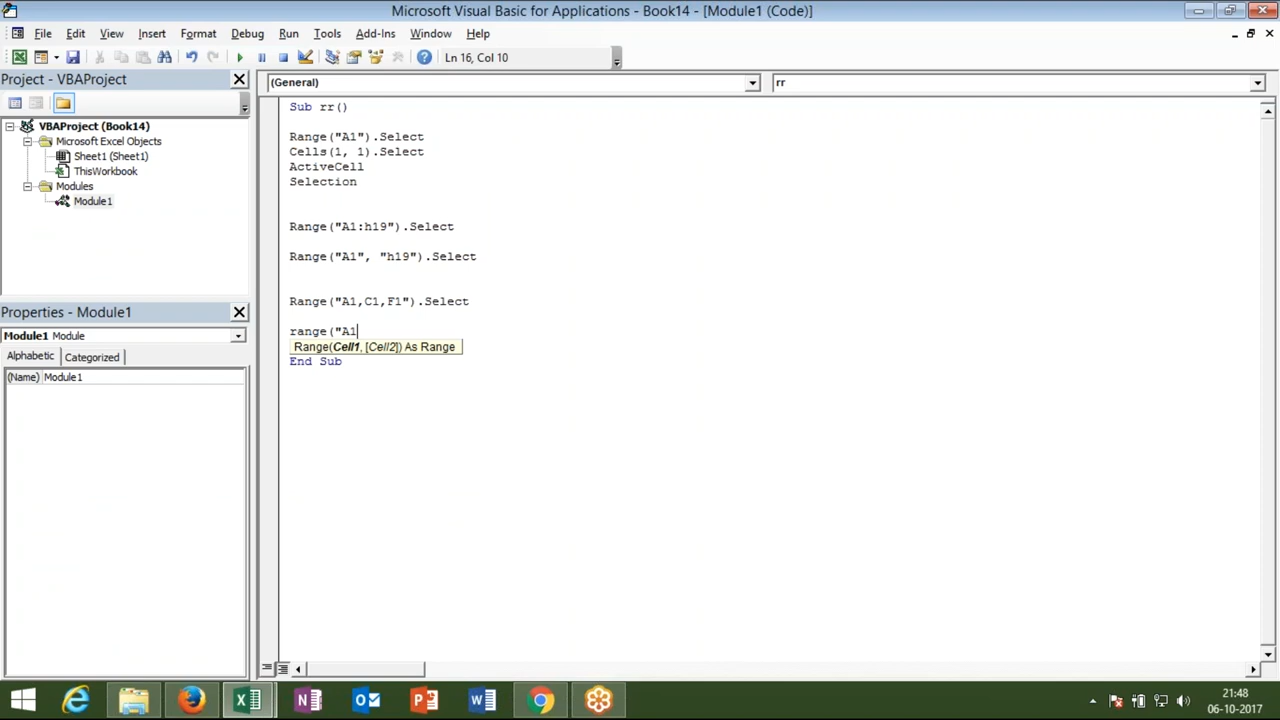 Microsoft Visual Basic for Applications - Book14 - [Module1 (Code)]
File Edit View Insert Format Debug Run Tools Add-Ins Window Help
Ln 16, Col 10
Project - VBAProject
(General)
rr
VBAProject (Book14)
Microsoft Excel Objects
Sheet1 (Sheet1)
ThisWorkbook
Modules
Module1
Sub rr()
Range("A1").Select
Cells(1, 1).Select
ActiveCell
Selection
Range("A1:h19").Select
Range("A1", "h19").Select
Range("A1,C1,F1").Select
range("A1
Range(Cell1, [Cell2]) As Range
End Sub
Properties - Module1
Module1 Module
Alphabetic Categorized
(Name) Module1
21:48
06-10-2017